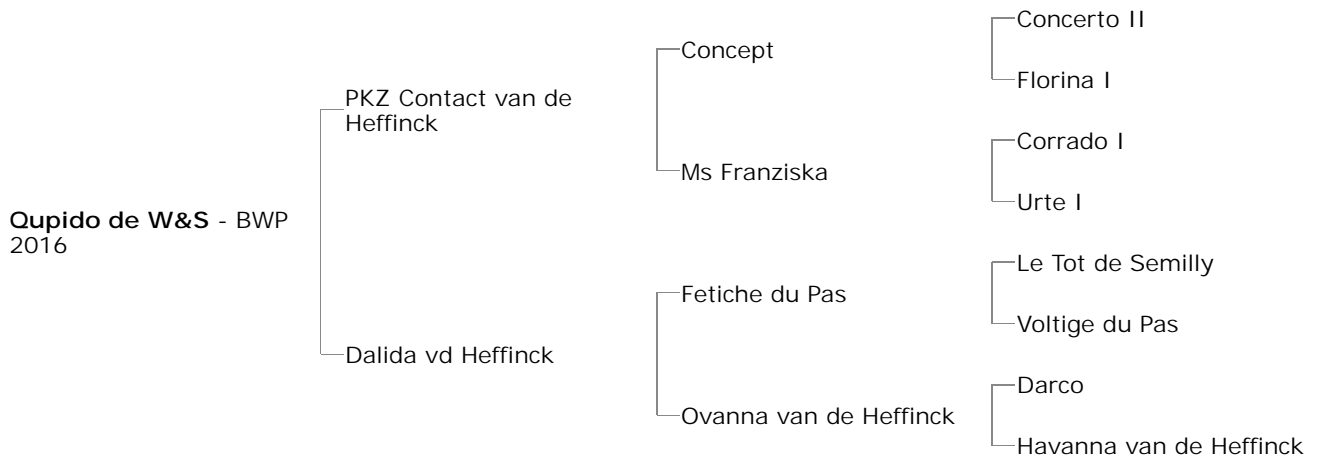 Concerto II
Concept
Florina I
PKZ Contact van de
Heffinck
Corrado I
Ms Franziska
Urte I
Qupido de W&S - BWP
2016
Le Tot de Semilly
Fetiche du Pas
Voltige du Pas
Dalida vd Heffinck
Darco
Ovanna van de Heffinck
Havanna van de Heffinck